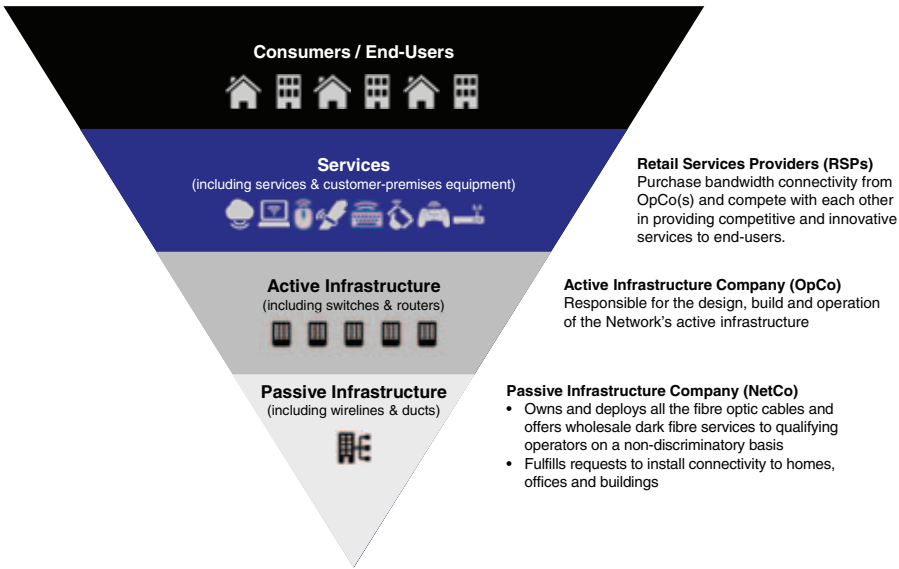 Consumers / End-Users
Services
(including services & customer-premises equipment)
Retail Services Providers (RSPs)
Purchase bandwidth connectivity from
OpCo(s) and compete with each other
in providing competitive and innovative
services to end-users.
Active Infrastructure
(including switches & routers)
Active Infrastructure Company (OpCo)
Responsible for the design, build and operation
of the Network's active infrastructure
Passive Infrastructure
(including wirelines & ducts)
Passive Infrastructure Company (NetCo)
• Owns and deploys all the fibre optic cables and
offers wholesale dark fibre services to qualifying
operators on a non-discriminatory basis
• Fulfills requests to install connectivity to homes,
offices and buildings